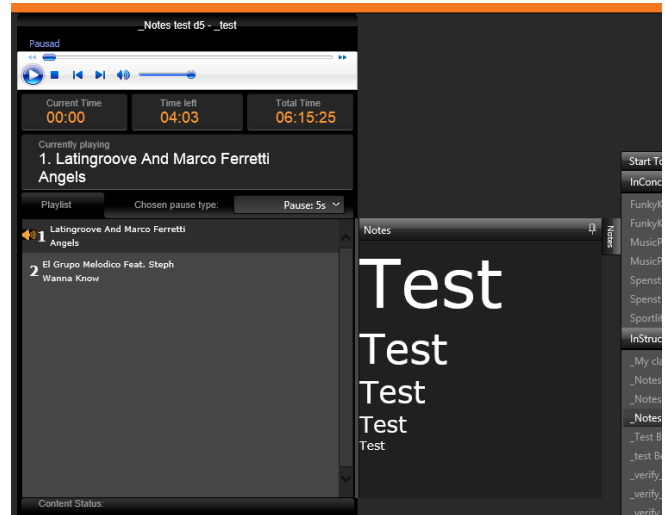 _Notes test d5 - _test
Pausad
Current Time
00:00
Time left
04:03
Total Time
06:15:25
Currently playing
1. Latingroove And Marco Ferretti
Angels
Playlist
Chosen pause type:
Pause: 5s
1 Latingroove And Marco Ferretti
Angels
2 El Grupo Melodico Feat. Steph
Wanna Know
Content Status:
Notes
Notes
Test
Test
Test
Test
Test
Start To
InConc
FunkyK
FunkyK
MusicP
MusicP
Spenst
Spenst
Sportlif
InStruc
_My cla
_Notes
_Notes
_Notes
_Test B
_test Be
_verify_
_verify_
_verify